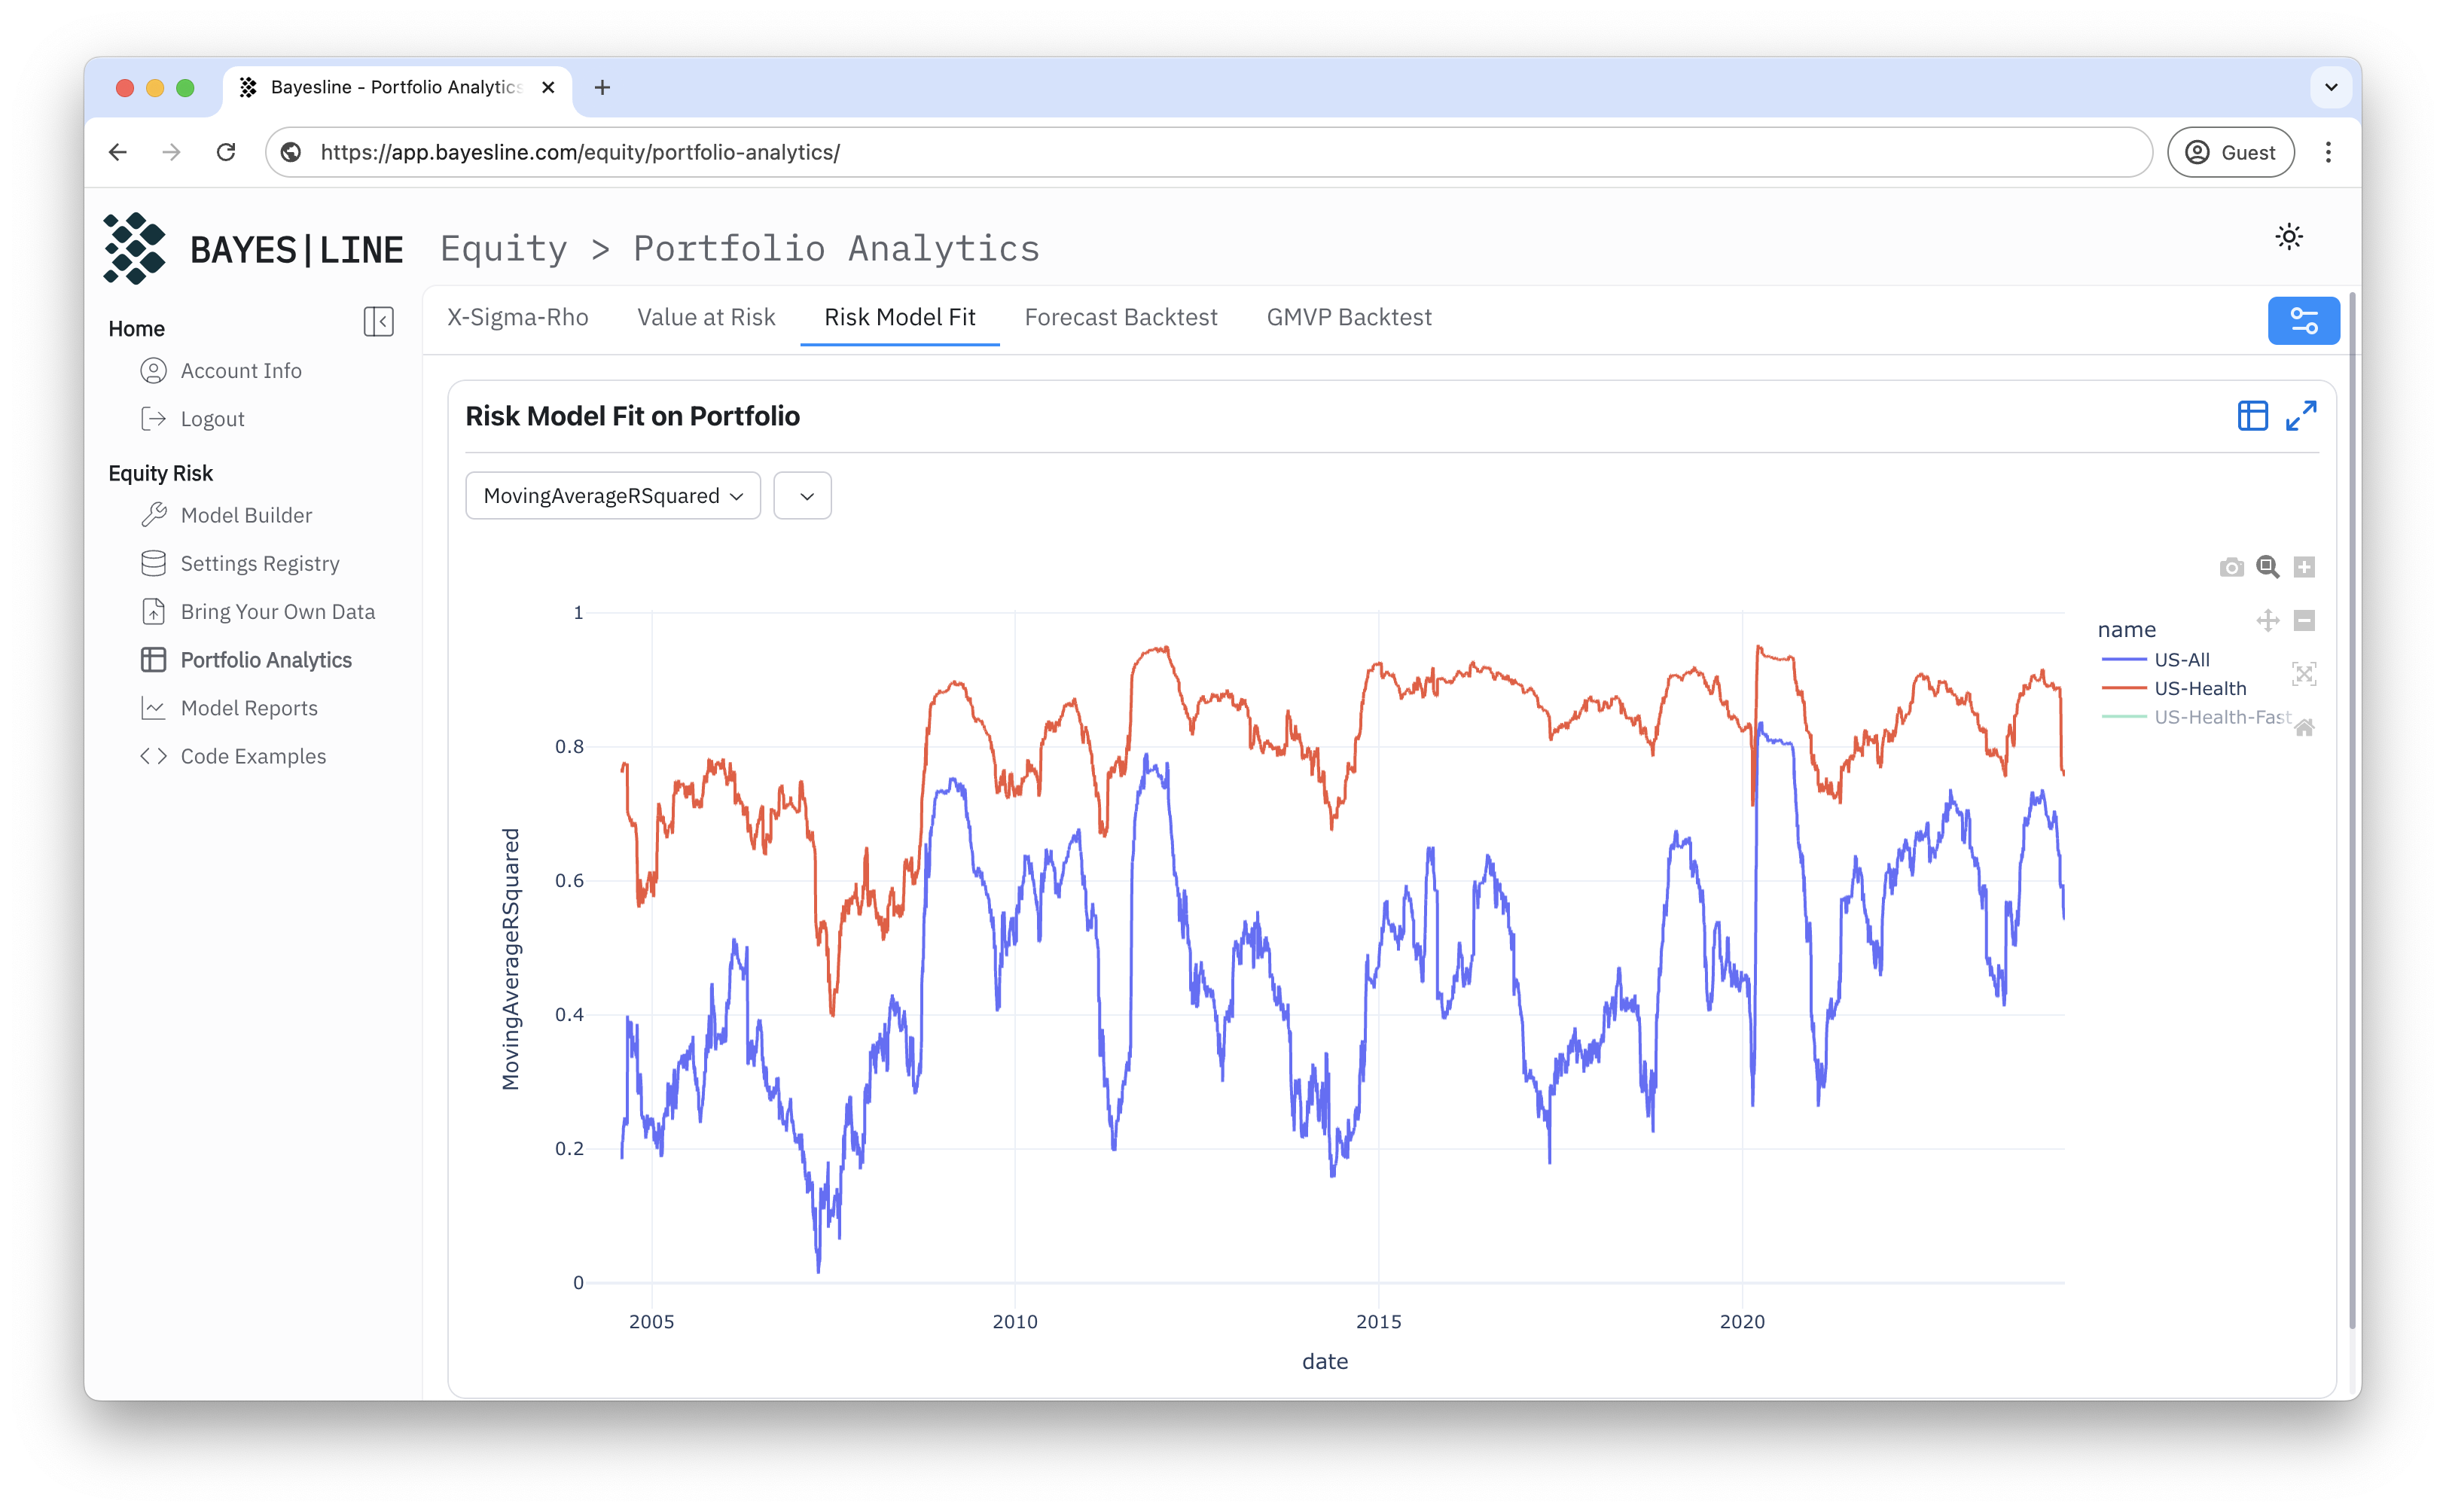 Bayesline - Portfolio Analytics
https://app.bayesline.com/equity/portfolio-analytics/
Guest
BAYES|LINE
Equity > Portfolio Analytics
Home
Account Info
Logout
Equity Risk
Model Builder
Settings Registry
Bring Your Own Data
Portfolio Analytics
Model Reports
Code Examples
X-Sigma-Rho
Value at Risk
Risk Model Fit
Forecast Backtest
GMVP Backtest
Risk Model Fit on Portfolio
MovingAverageRSquared
MovingAverageRSquared
1
0.8
0.6
0.4
0.2
0
2005
2010
2015
2020
date
name
US-All
US-Health
US-Health-Fast